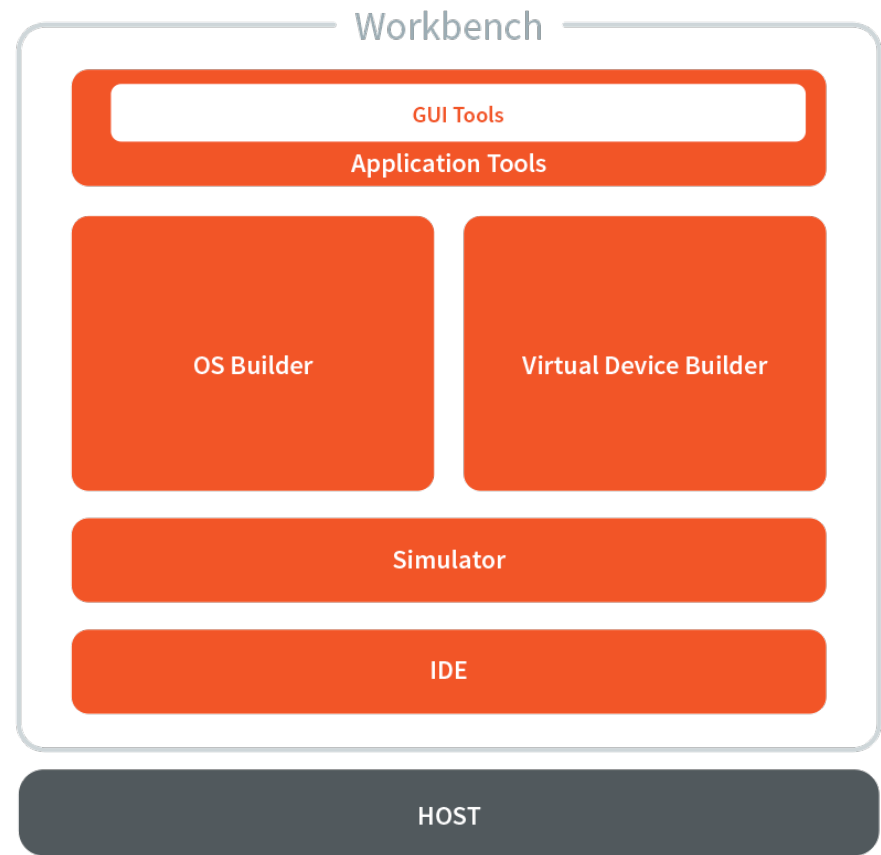 Workbench
GUI Tools
Application Tools
OS Builder
Virtual Device Builder
Simulator
IDE
HOST